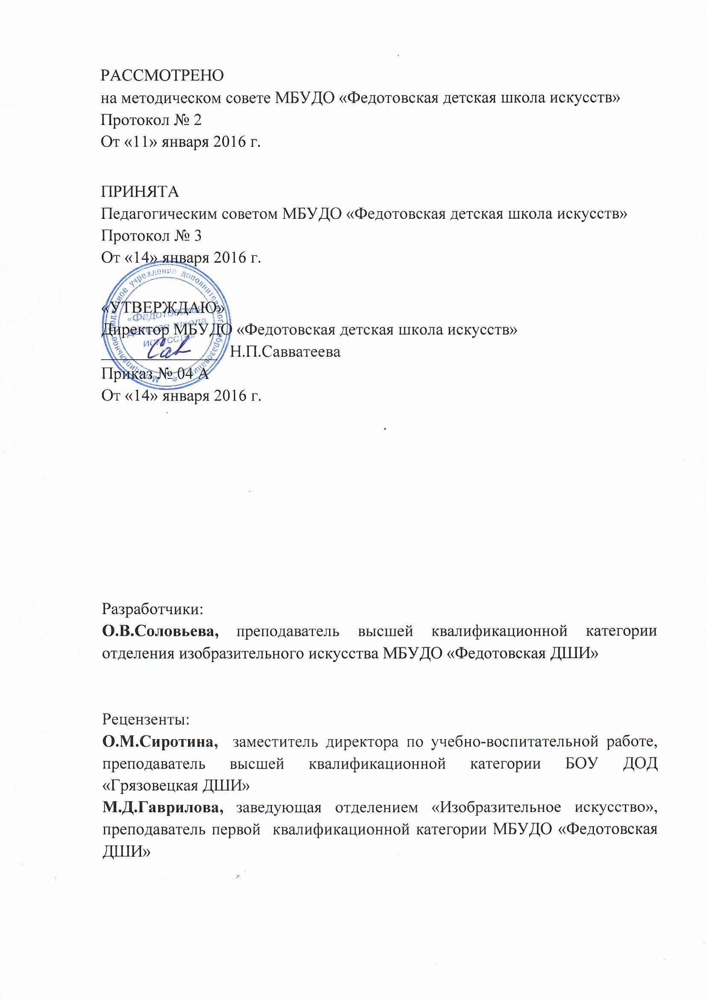 РАССМОТРЕНО
на методическом совете МБУДО «Федотовская детская школа искусств»
Протокол № 2
От «11» января 2016 г.
ПРИНЯТА
Педагогическим советом МБУДО «Федотовская детская школа искусств»
Протокол № 3
От «14» января 2016 г.
«УТВЕРЖДАЮ»
Директор МБУДО «Федотовская детская школа искусств»
Н.П.Савватеева
Приказ № 04 А
От «14» января 2016 г.
Муниципальное бюджетное учреждение дополнительного образования *
«Федотовская
детская школа
искусств»
Разработчики:
О.В.Соловьева, преподаватель высшей квалификационной категории
отделения изобразительного искусства МБУДО «Федотовская ДШИ»
Рецензенты:
О.М.Сиротина, заместитель директора по учебно-воспитательной работе,
преподаватель высшей квалификационной категории БОУ ДОД
«Грязовецкая ДШИ»
М.Д.Гаврилова, заведующая отделением «Изобразительное искусство»,
преподаватель первой квалификационной категории МБУДО «Федотовская
ДШИ»